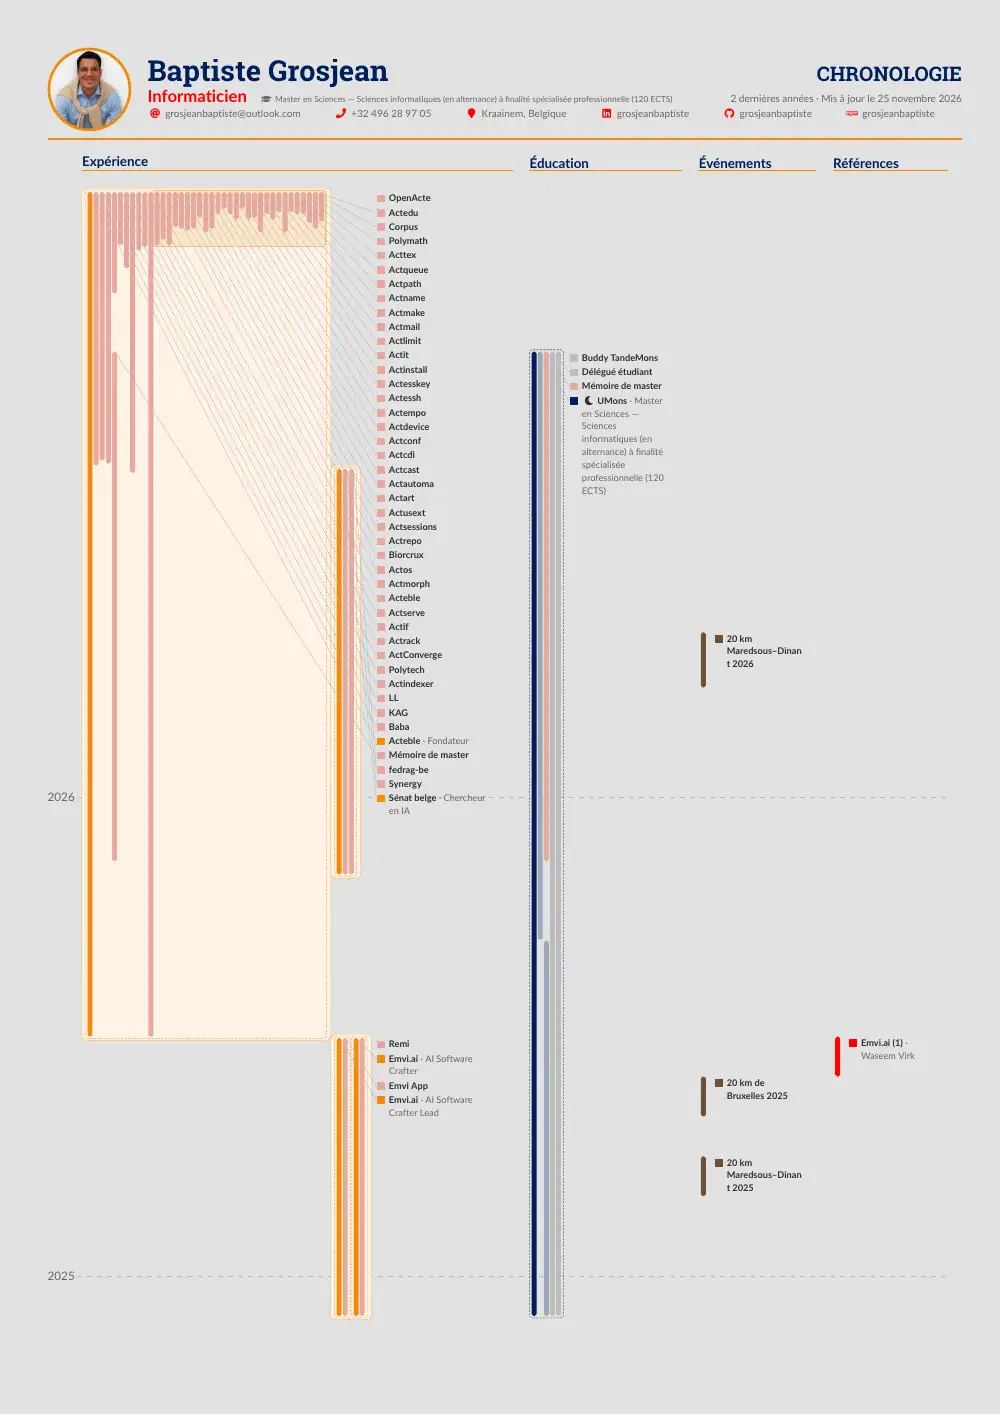 Baptiste Grosjean
CHRONOLOGIE
Informaticien
Master en Sciences — Sciences informatiques (en alternance) à finalité spécialisée professionnelle (120 ECTS)
2 dernières années · Mis à jour le 25 novembre 2026
grosjeanbaptiste@outlook.com
+32 496 28 97 05
Kraainem, Belgique
grosjeanbaptiste
grosjeanbaptiste
grosjeanbaptiste
Expérience
Éducation
Événements
Références
OpenActe
Actedu
Corpus
Polymath
Acttex
Actqueue
Actpath
Actname
Actmake
Actmail
Actlimit
Actit
Actinstall
Actesskey
Actessh
Actempo
Actdevice
Actconf
Actcdi
Actcast
Actautoma
Actart
Actusext
Actsessions
Actrepo
Biorcrux
Actos
Actmorph
Acteble
Actserve
Actif
Actrack
ActConverge
Polytech
Actindexer
LL
KAG
Baba
Acteble · Fondateur
Mémoire de master
fedrag-be
Synergy
Sénat belge · Chercheur
en IA
Buddy TandeMons
Délégué étudiant
Mémoire de master
UMons · Master
en Sciences —
Sciences
informatiques (en
alternance) à finalité
spécialisée
professionnelle (120
ECTS)
20 km
Maredsous–Dinan
t 2026
2026
Remi
Emvi.ai · AI Software
Crafter
Emvi App
Emvi.ai · AI Software
Crafter Lead
Emvi.ai (1) ·
Waseem Virk
20 km de
Bruxelles 2025
20 km
Maredsous–Dinan
t 2025
2025